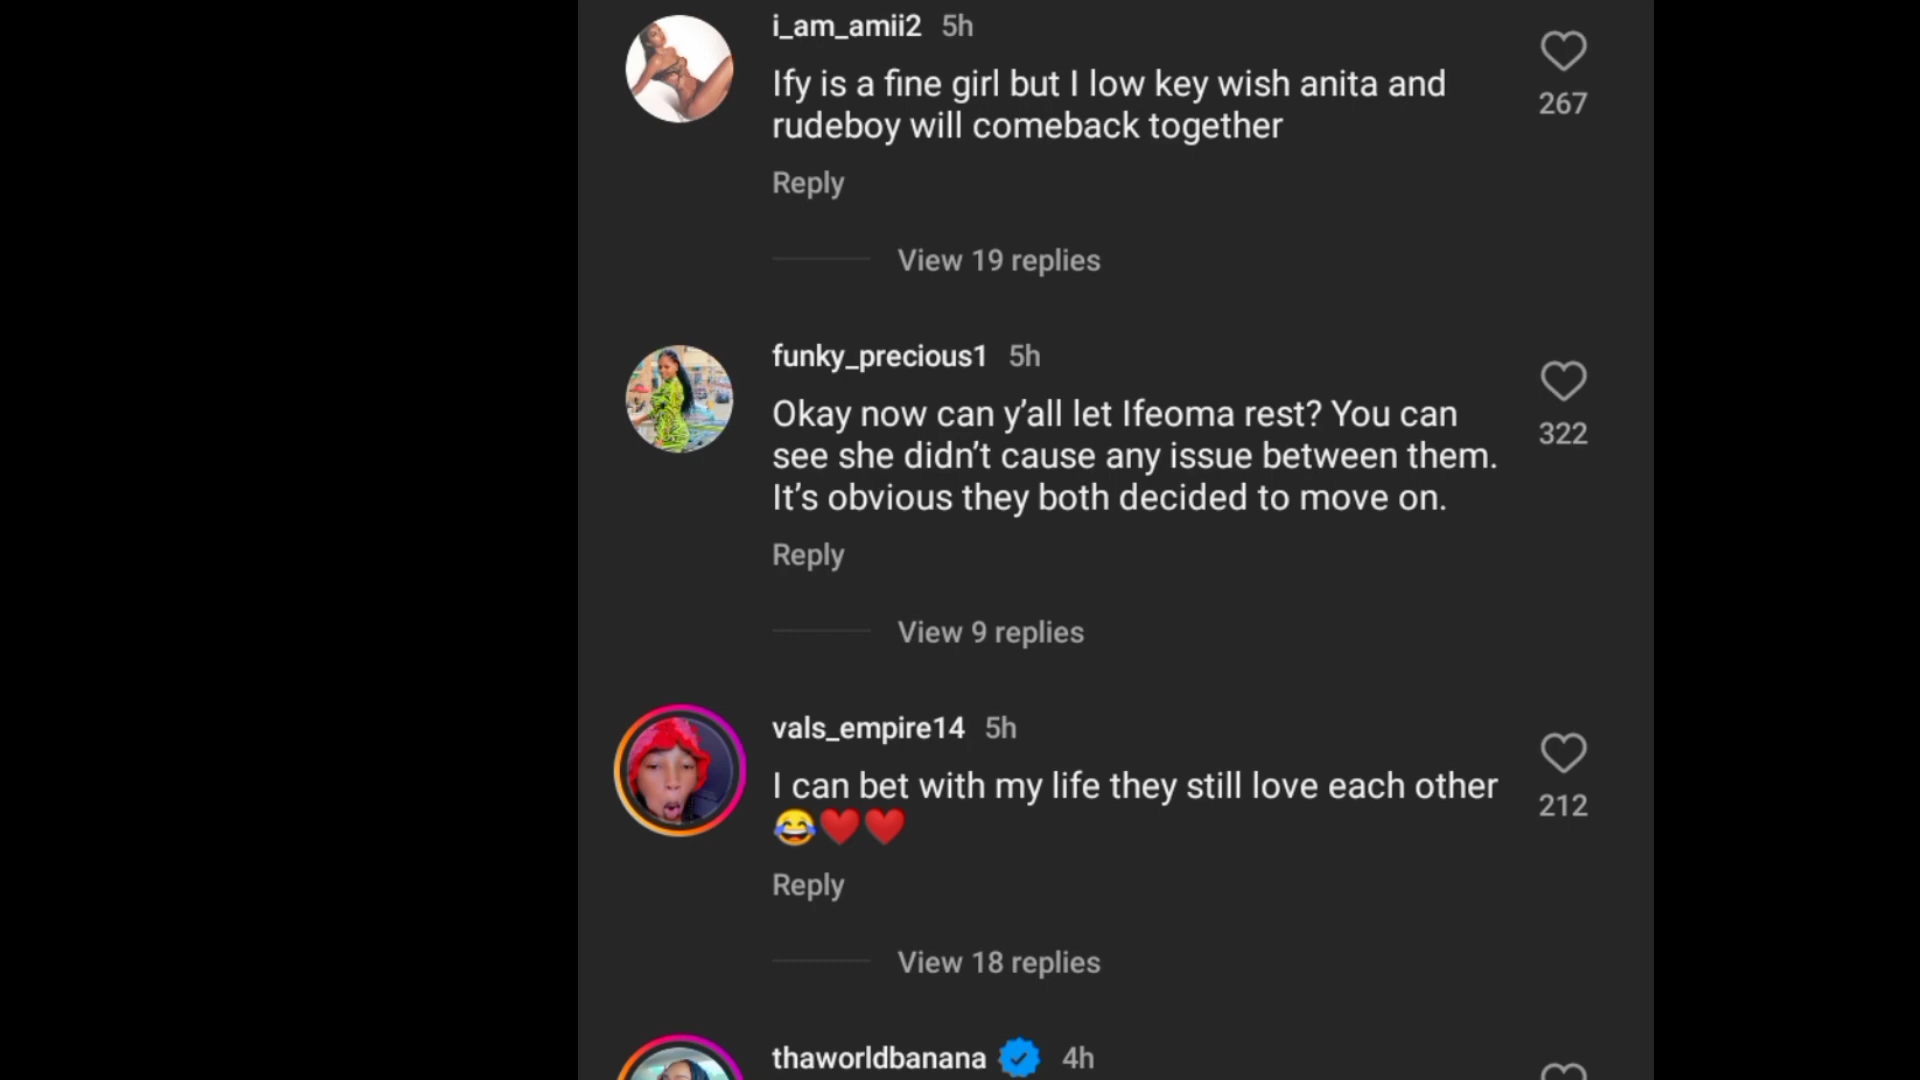 i_am_amii2 5h
Ify is a fine girl but I low key wish anita and
rudeboy will comeback together
267
Reply
View 19 replies
funky_precious1 5h
Okay now can y’all let Ifeoma rest? You can
see she didn’t cause any issue between them.
It’s obvious they both decided to move on.
322
Reply
View 9 replies
vals_empire14 5h
I can bet with my life they still love each other
😂❤️❤️
212
Reply
View 18 replies
thaworldbanana 4h